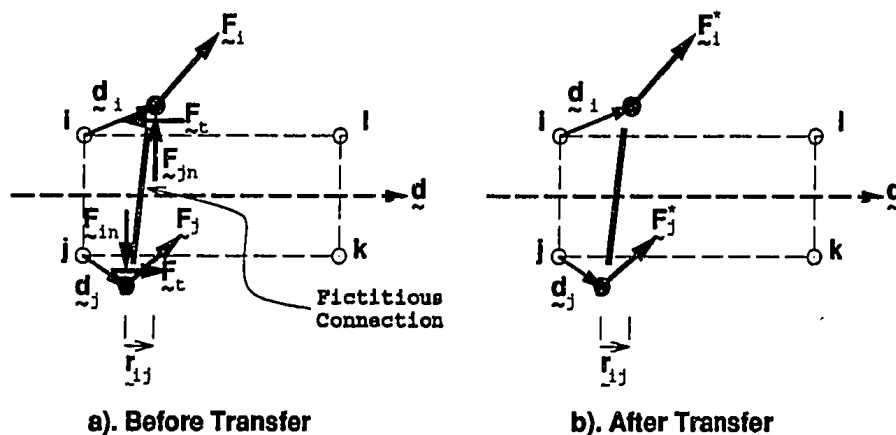 F i
F* i
d i
d i
i
F t
l
i
l
F jn
d
d
F in
F j
F* j
j
k
j
k
d j
F t
d j
Fictitious
Connection
r ij
r ij
a). Before Transfer
b). After Transfer